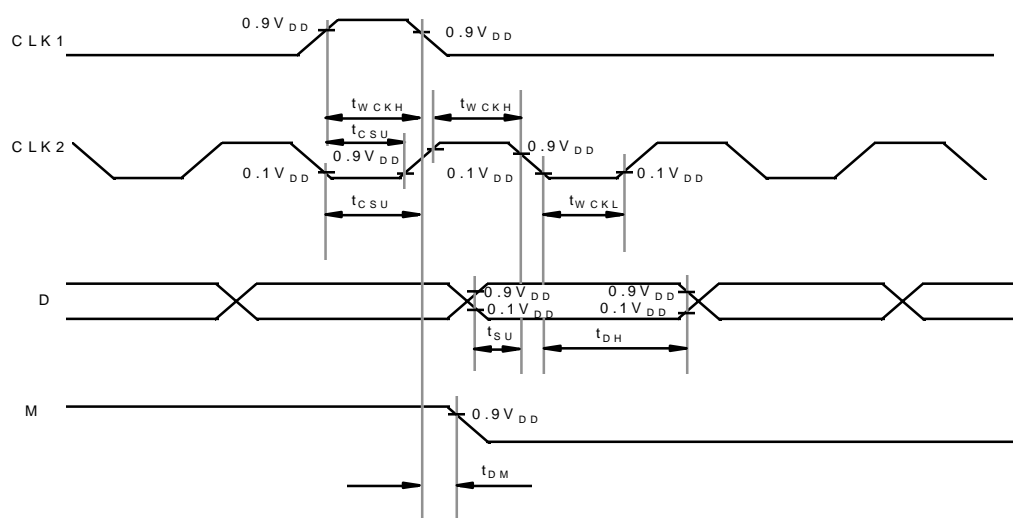 CLK1
0.9VDD
0.9VDD
tWCKH
tWCKH
tCSU
CLK2
0.9VDD
0.9VDD
0.1VDD
0.1VDD
0.1VDD
tCSU
tWCKL
D
0.9VDD
0.9VDD
0.1VDD
0.1VDD
tSU
tDH
M
0.9VDD
tDM